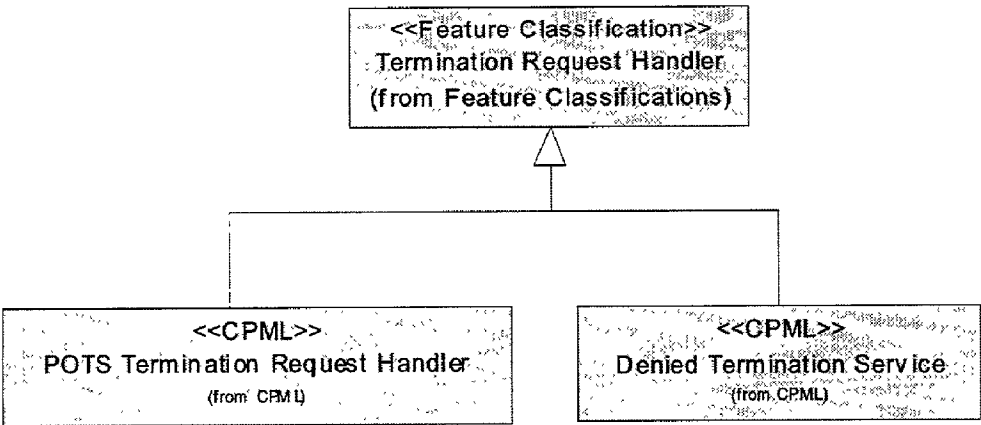 <<Feature Classification>>
Termination Request Handler
(from Feature Classifications)
<<CPML>>
POTS Termination Request Handler
(from CPML)
<<CPML>>
Denied Termination Service
(from CPML)